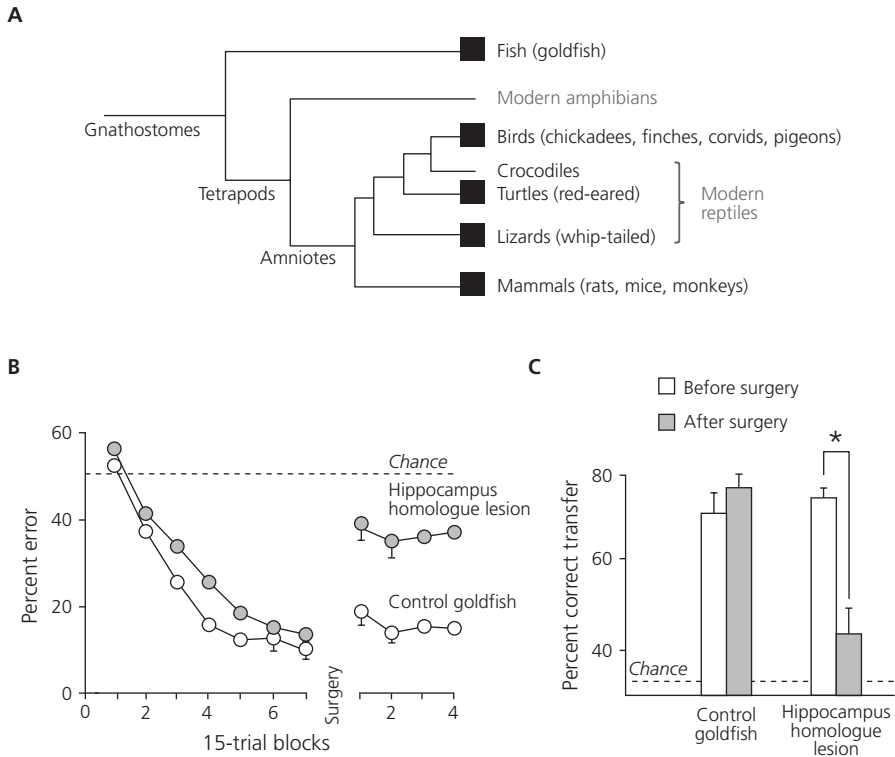 A
Fish (goldfish)
Modern amphibians
Gnathostomes
Birds (chickadees, finches, corvids, pigeons)
Crocodiles
Tetrapods
Turtles (red-eared)
Modern
reptiles
Lizards (whip-tailed)
Amniotes
Mammals (rats, mice, monkeys)
B
60
Chance
Hippocampus
homologue lesion
40
Percent error
20
Control goldfish
0
0
2
4
6
Surgery
2
4
15-trial blocks
C
Before surgery
After surgery
*
80
60
Percent correct transfer
40
Chance
Control
goldfish
Hippocampus
homologue
lesion